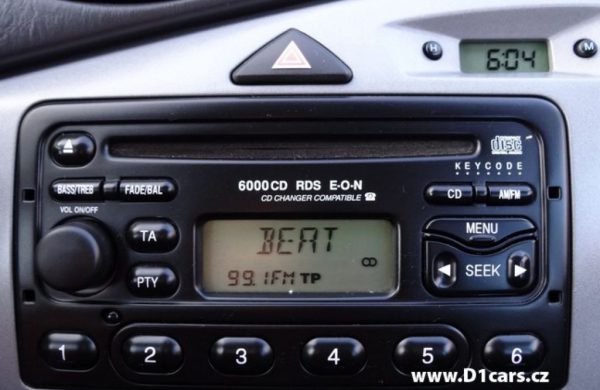 H 6:04 M
disc
KEYCODE
6000CD RDS E·O·N
CD CHANGER COMPATIBLE
BASS/TREB FADE/BAL CD AM/FM
VOL ON/OFF
TA BEAT MENU
PTY 99.1FM TP SEEK
1 2 3 4 5 6
www.D1cars.cz